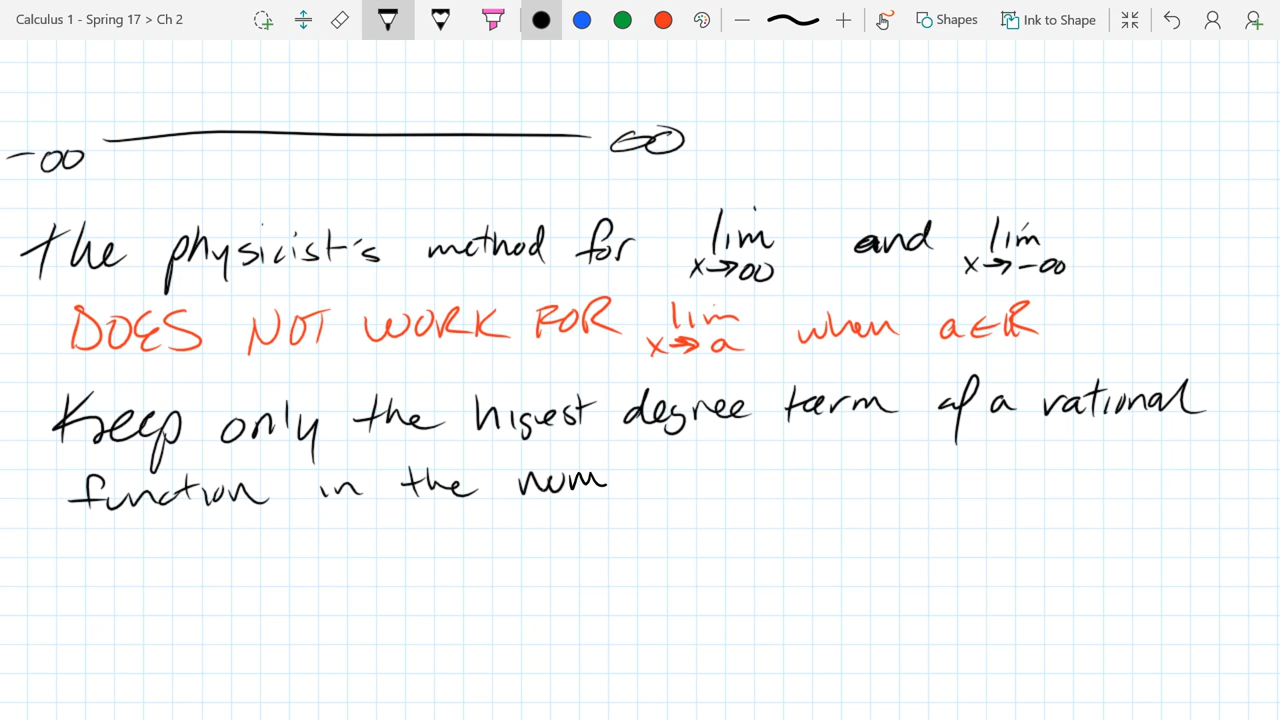 Calculus 1 - Spring 17 > Ch 2 Shapes Ink to Shape
-∞ ∞
The physicist's method for lim x→∞ and lim x→-∞
DOES NOT WORK FOR lim x→a when a∈ℝ
Keep only the highest degree term of a rational
function in the num